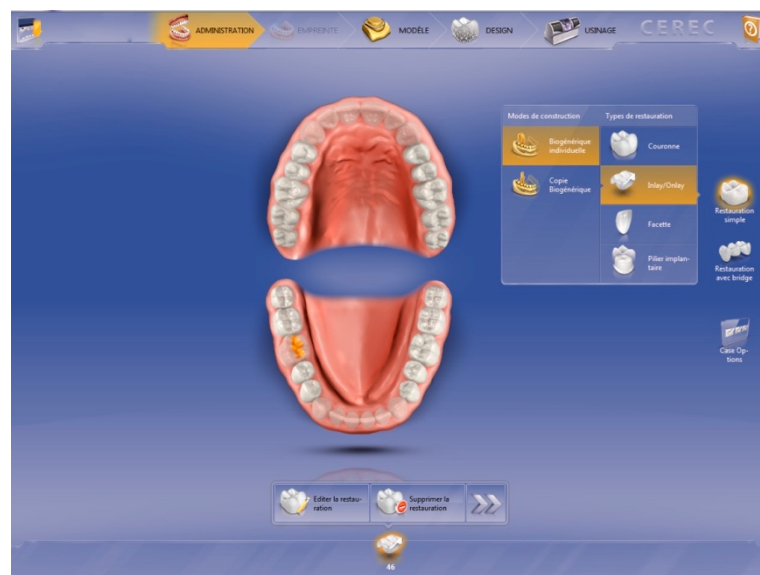 ADMINISTRATION
EMPREINTE
MODÈLE
DESIGN
USINAGE
CEREC
Modes de construction
Types de restauration
Biogénérique
individuelle
Couronne
Copie
Biogénérique
Inlay/Onlay
Facette
Pilier implan-
taire
Restauration
simple
Restauration
avec bridge
Case Op-
tions
Editer la restau-
ration
Supprimer la
restauration
46